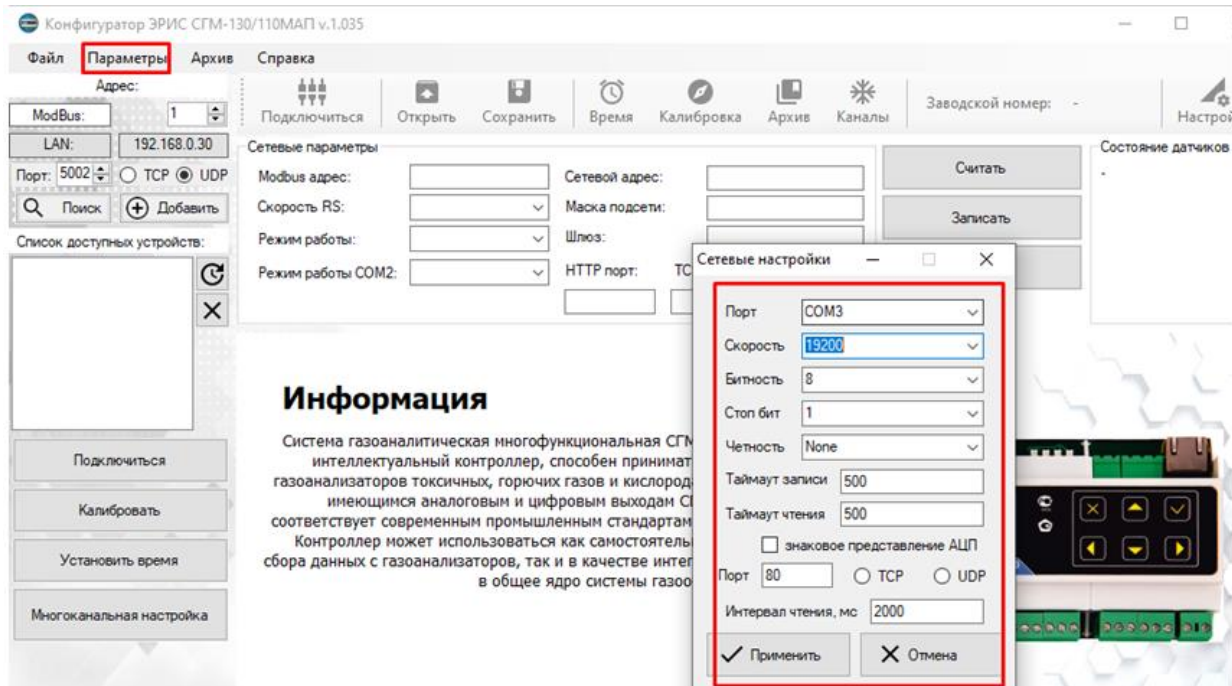 Конфигуратор ЭРИС СГМ-130/110МАП v.1.035
Файл Параметры Архив Справка
Адрес:
ModBus: 1
LAN: 192.168.0.30
Порт: 5002 TCP UDP
Поиск Добавить
Список доступных устройств:
Подключиться
Калибровать
Установить время
Многоканальная настройка
Подключиться Открыть Сохранить Время Калибровка Архив Каналы Заводской номер: - Настрой
Сетевые параметры
Modbus адрес: Сетевой адрес:
Скорость RS: Маска подсети:
Режим работы: Шлюз:
Режим работы COM2: HTTP порт: TC
Считать
Записать
Состояние датчиков
-
Информация
Система газоаналитическая многофункциональная СГМ
интеллектуальный контроллер, способен принимат
газоанализаторов токсичных, горючих газов и кислород
имеющимся аналоговым и цифровым выходам
соответствует современным промышленным стандартам
Контроллер может использоваться как самостоятель
сбора данных с газоанализаторов, так и в качестве интег
в общее ядро системы газоо
Сетевые настройки
Порт COM3
Скорость 19200
Битность 8
Стоп бит 1
Четность None
Таймаут записи 500
Таймаут чтения 500
знаковое представление АЦП
Порт 80 TCP UDP
Интервал чтения, мс 2000
Применить Отмена